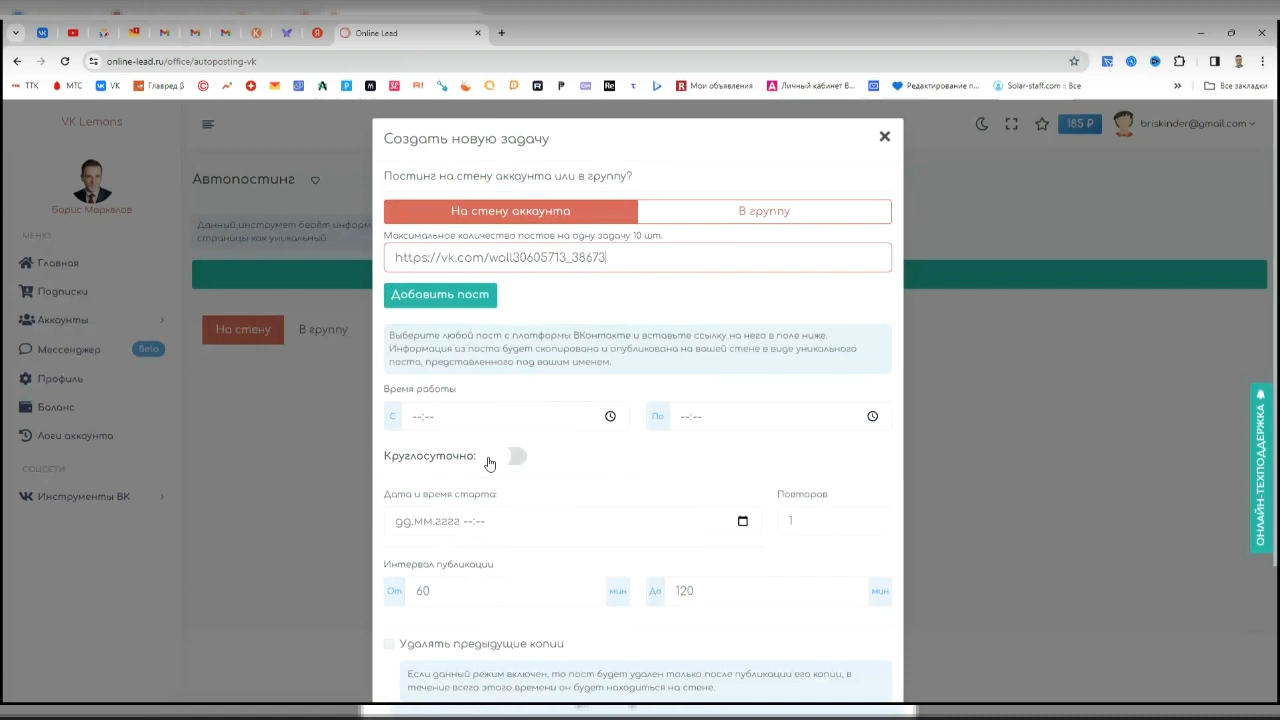 Online Lead
online-lead.ru/office/autoposting-vk
ТТК
МТС
VK
Главред β
Мои объявления
Личный кабинет В...
Редактирование п...
Solar-staff.com :: Все
Все закладки
VK Lemons
185 ₽
briskinder@gmail.com
Борис Маркелов
МЕНЮ
Главная
Подписки
Аккаунты
Мессенджер
Beta
Профиль
Баланс
Логи аккаунта
СОЦСЕТИ
Инструменты ВК
Автопостинг
Данный инструмент берёт информ
страницы как уникальный.
На стену
В группу
Создать новую задачу
Постинг на стену аккаунта или в группу?
На стену аккаунта
В группу
Максимальное количество постов на одну задачу 10 шт.
https://vk.com/wall30605713_38673
Добавить пост
Выберите любой пост с платформы ВКонтакте и вставьте ссылку на него в поле ниже.
Информация из поста будет скопирована и опубликована на вашей стене в виде уникального
поста, представленного под вашим именем.
Время работы
С --:--
По --:--
Круглосуточно:
Дата и время старта:
Повторов
дд.мм.гггг --:--
1
Интервал публикации
От 60 мин
До 120 мин
Удалять предыдущие копии
Если данный режим включен, то пост будет удален только после публикации его копии, в
течение всего этого времени он будет находиться на стене.
ОНЛАЙН-ТЕХПОДДЕРЖКА